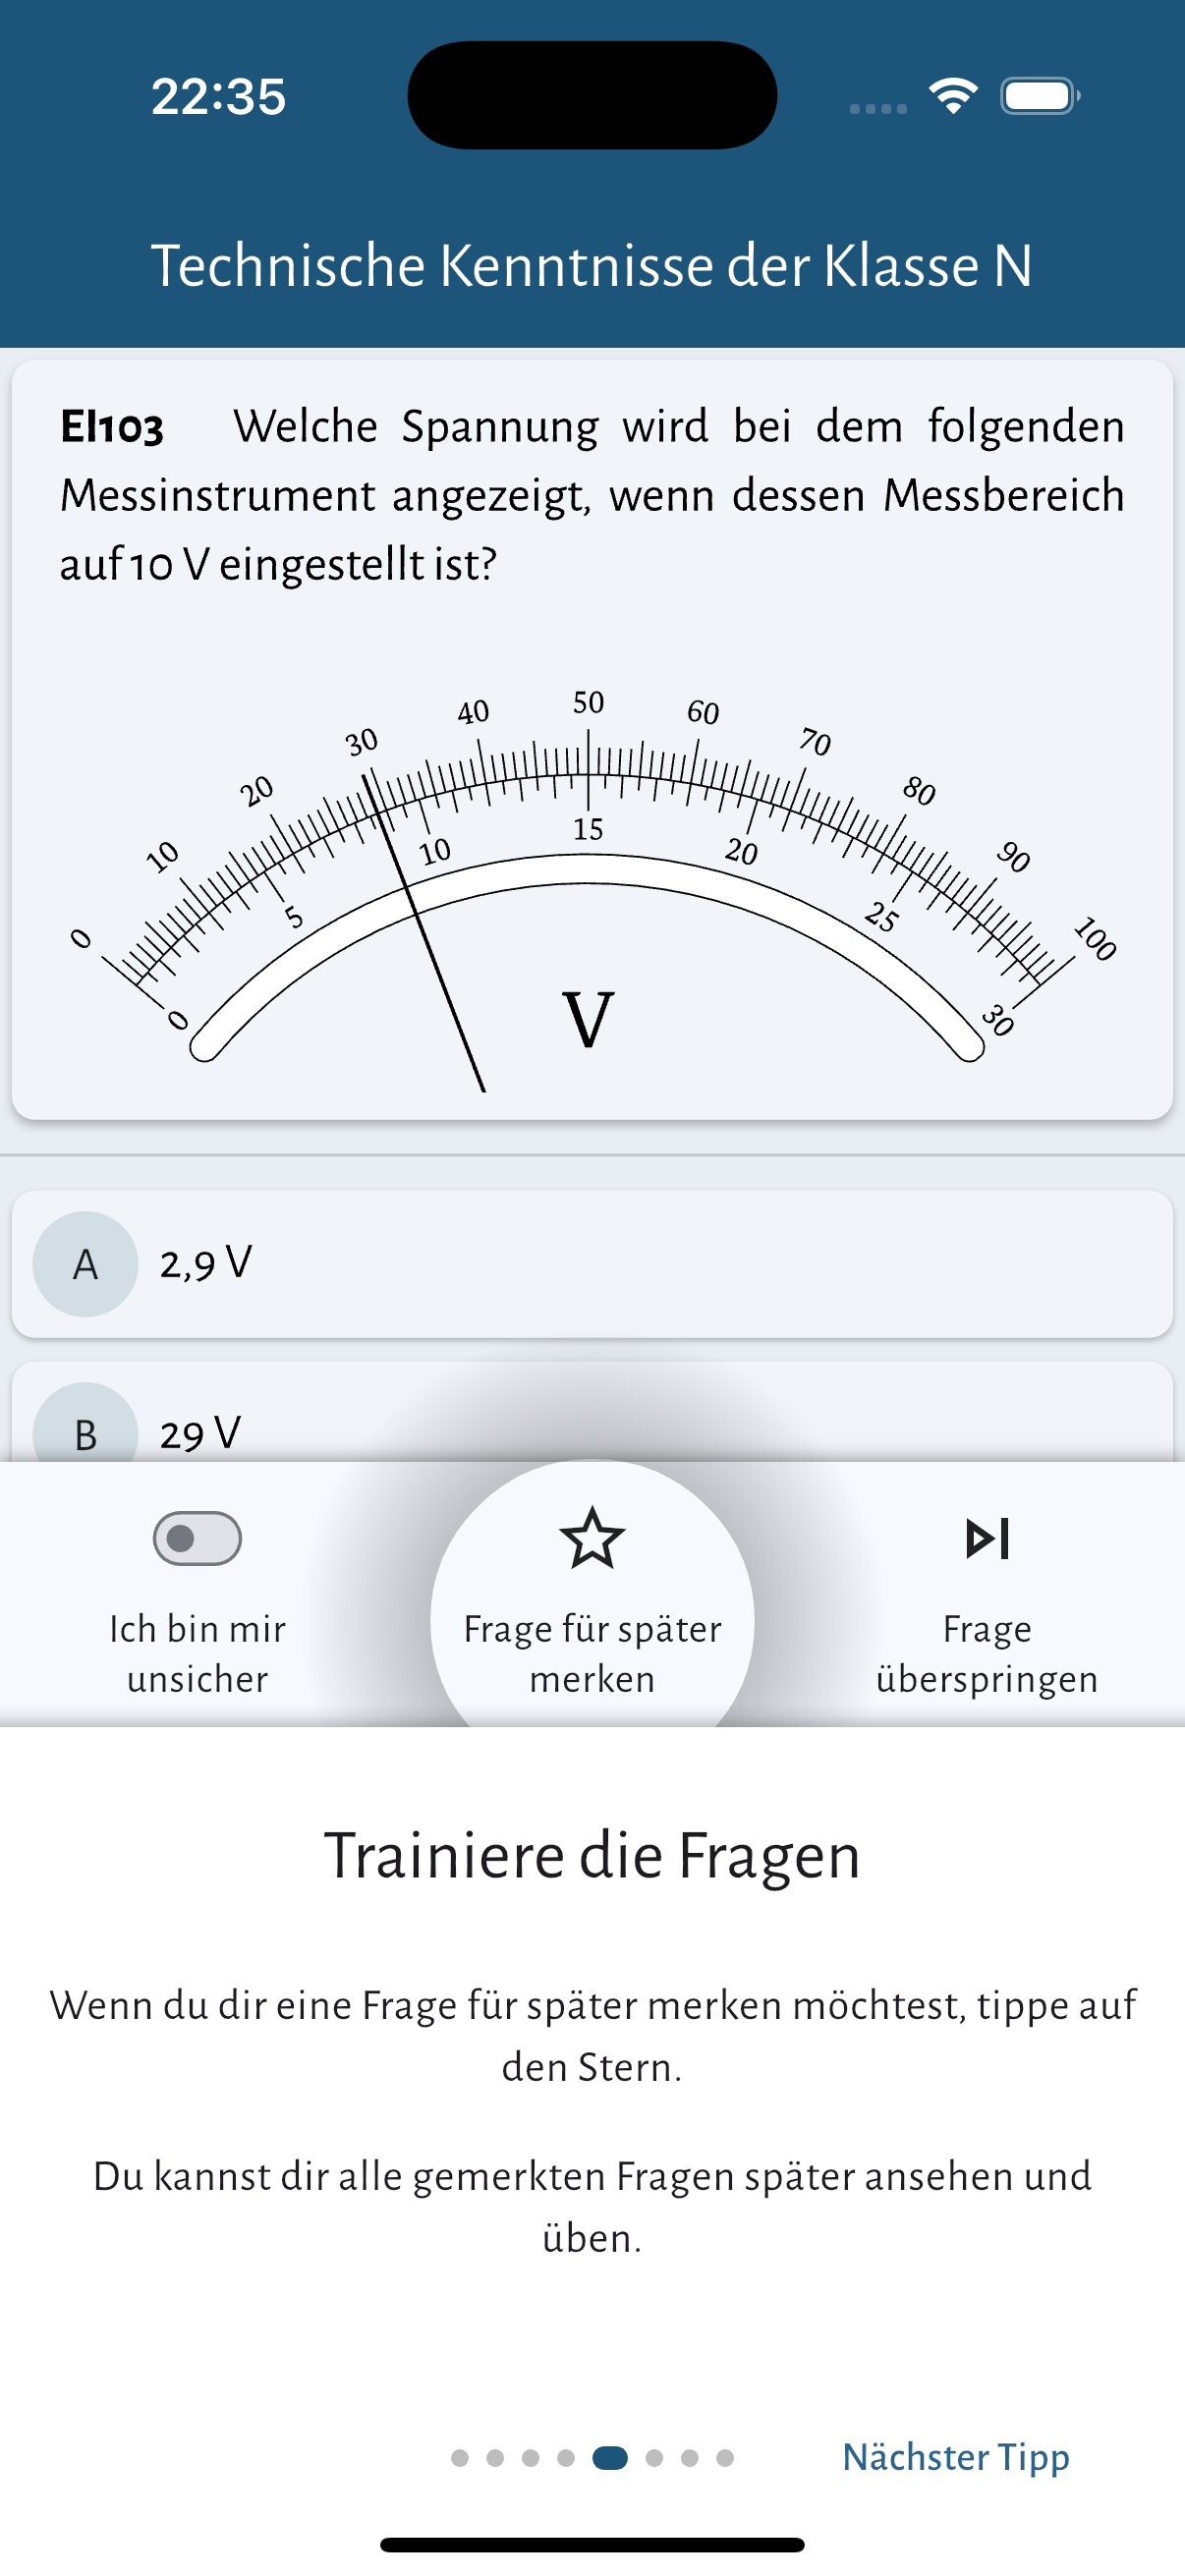 22:35
Technische Kenntnisse der Klasse N
EI103 Welche Spannung wird bei dem folgenden
Messinstrument angezeigt, wenn dessen Messbereich
auf 10 V eingestellt ist?
0 10 20 30 40 50 60 70 80 90 100
0 5 10 15 20 25 30
V
A 2,9 V
B 29 V
Ich bin mir
unsicher
Frage für später
merken
Frage
überspringen
Trainiere die Fragen
Wenn du dir eine Frage für später merken möchtest, tippe auf
den Stern.
Du kannst dir alle gemerkten Fragen später ansehen und
üben.
Nächster Tipp